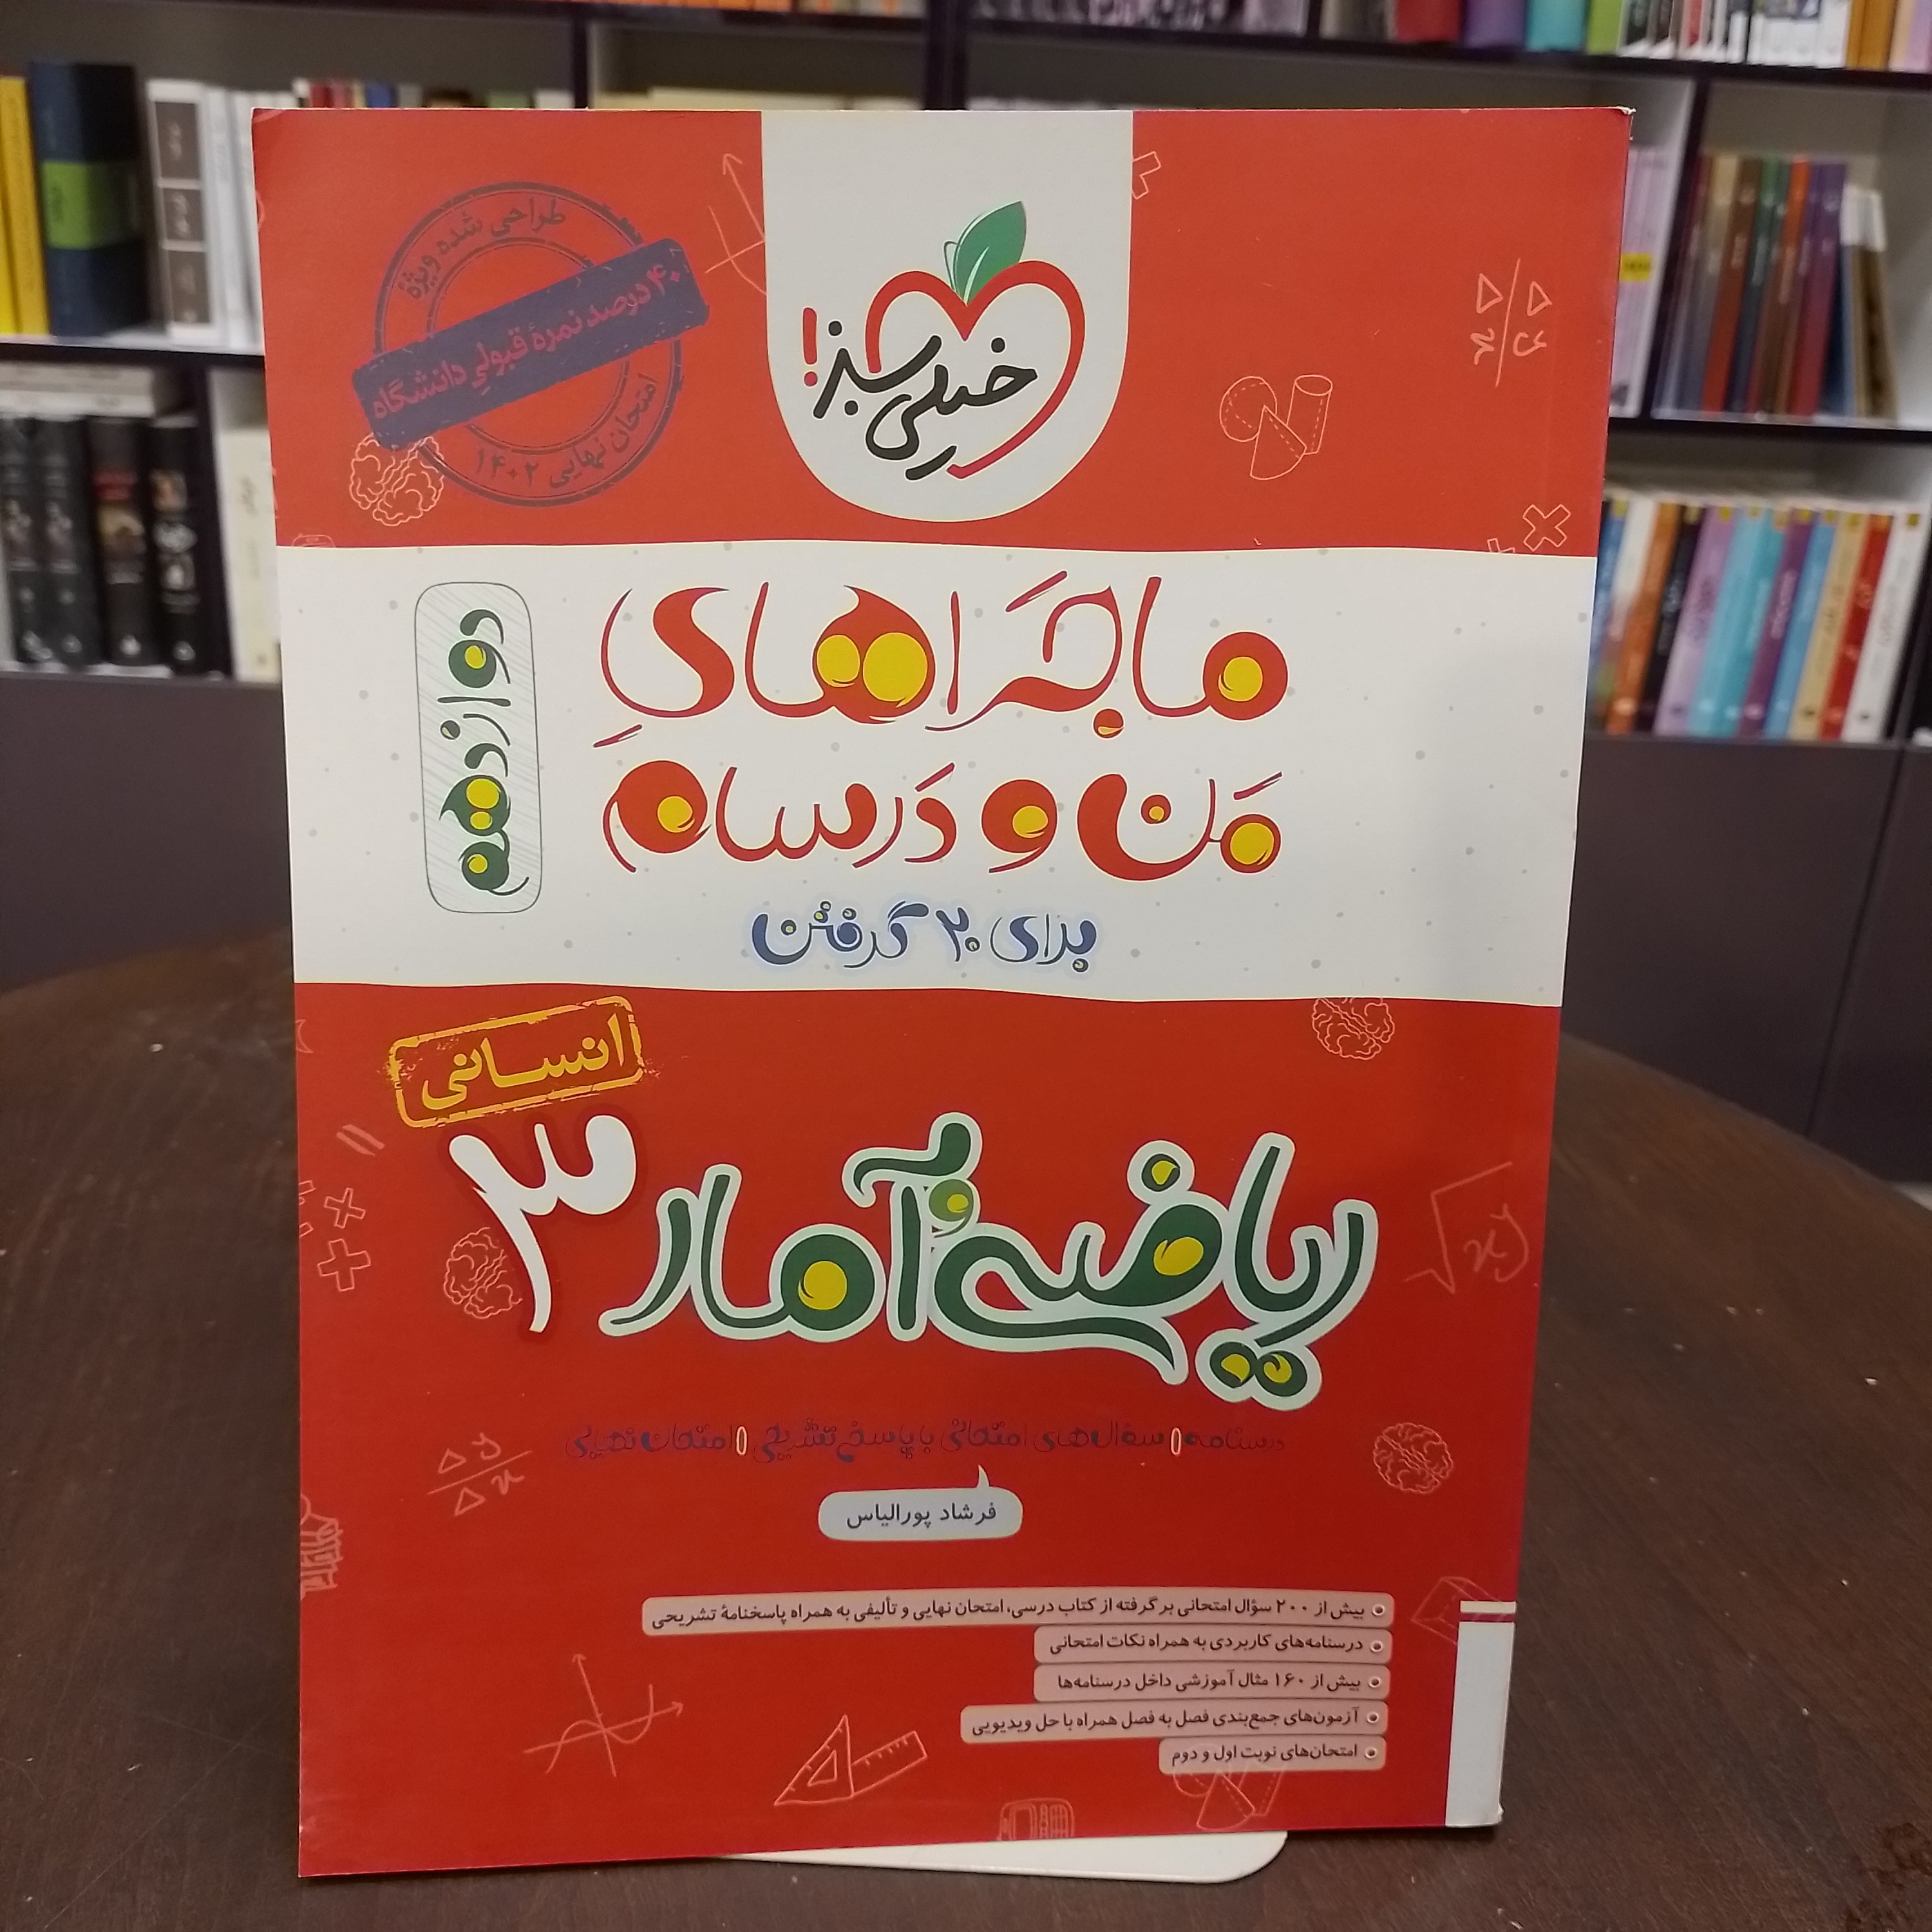 طراحی شده ویژهٔ
۴۰ درصد نمرهٔ قبولی دانشگاه
امتحان نهایی ۱۴۰۲
خیلی سبز!
ماجَراهایِ
مَن و دَرسام
دوازدهم
برای ۲۰ گرفتن
انسانی
ریاضی و آمار ۳
درسنامه سؤال‌های امتحانی با پاسخ تشریحی امتحان نهایی
فرشاد پورالیاس
بیش از ۲۰۰ سؤال امتحانی برگرفته از کتاب درسی، امتحان نهایی و تألیفی به همراه پاسخنامهٔ تشریحی
درسنامه‌های کاربردی به همراه نکات امتحانی
بیش از ۱۶۰ مثال آموزشی داخل درسنامه‌ها
آزمون‌های جمع‌بندی فصل به فصل همراه با حل ویدیویی
امتحان‌های نوبت اول و دوم